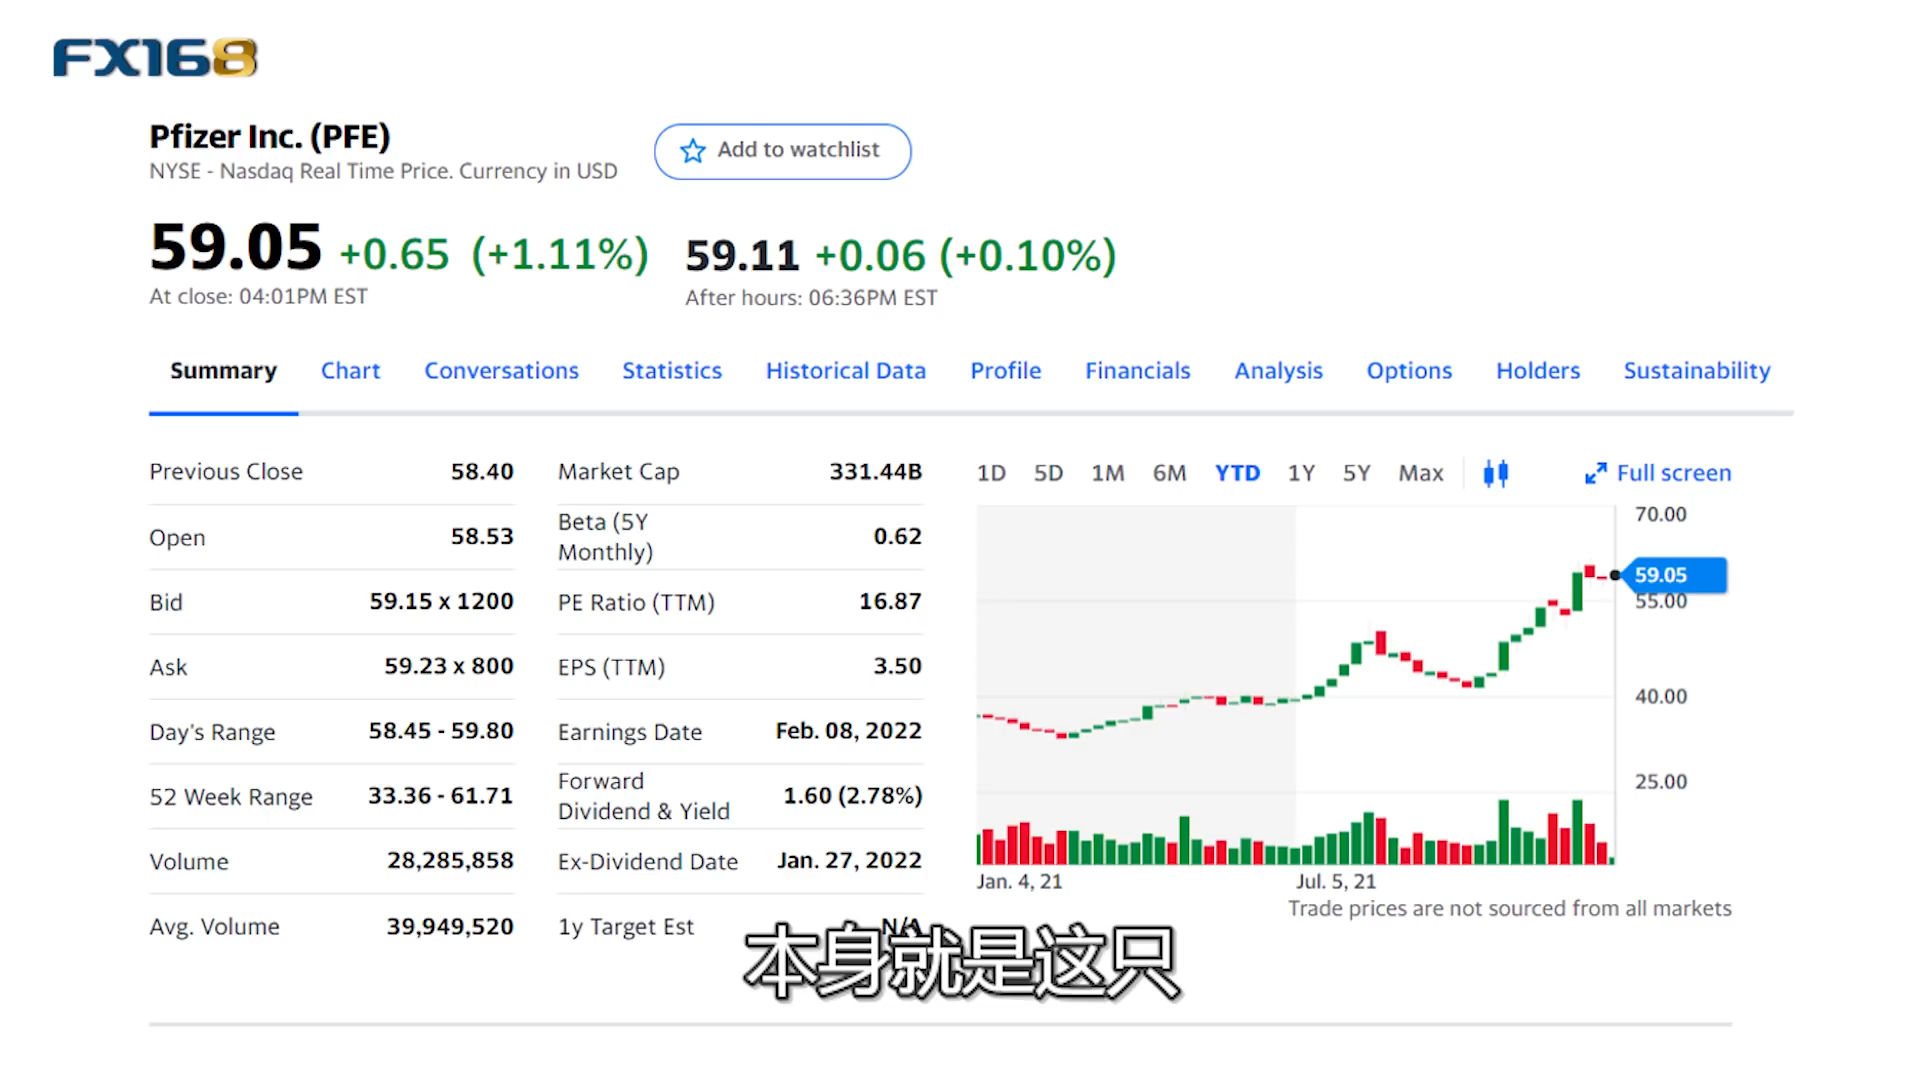 FX168
Pfizer Inc. (PFE)
NYSE - Nasdaq Real Time Price. Currency in USD
Add to watchlist
59.05 +0.65 (+1.11%)
At close: 04:01PM EST
59.11 +0.06 (+0.10%)
After hours: 06:36PM EST
Summary Chart Conversations Statistics Historical Data Profile Financials Analysis Options Holders Sustainability
Previous Close 58.40
Open 58.53
Bid 59.15 x 1200
Ask 59.23 x 800
Day's Range 58.45 - 59.80
52 Week Range 33.36 - 61.71
Volume 28,285,858
Avg. Volume 39,949,520
Market Cap 331.44B
Beta (5Y
Monthly) 0.62
PE Ratio (TTM) 16.87
EPS (TTM) 3.50
Earnings Date Feb. 08, 2022
Forward
Dividend & Yield 1.60 (2.78%)
Ex-Dividend Date Jan. 27, 2022
1y Target Est N/A
1D 5D 1M 6M YTD 1Y 5Y Max Full screen
70.00
59.05
55.00
40.00
25.00
Jan. 4, 21 Jul. 5, 21
Trade prices are not sourced from all markets
本身就是这只